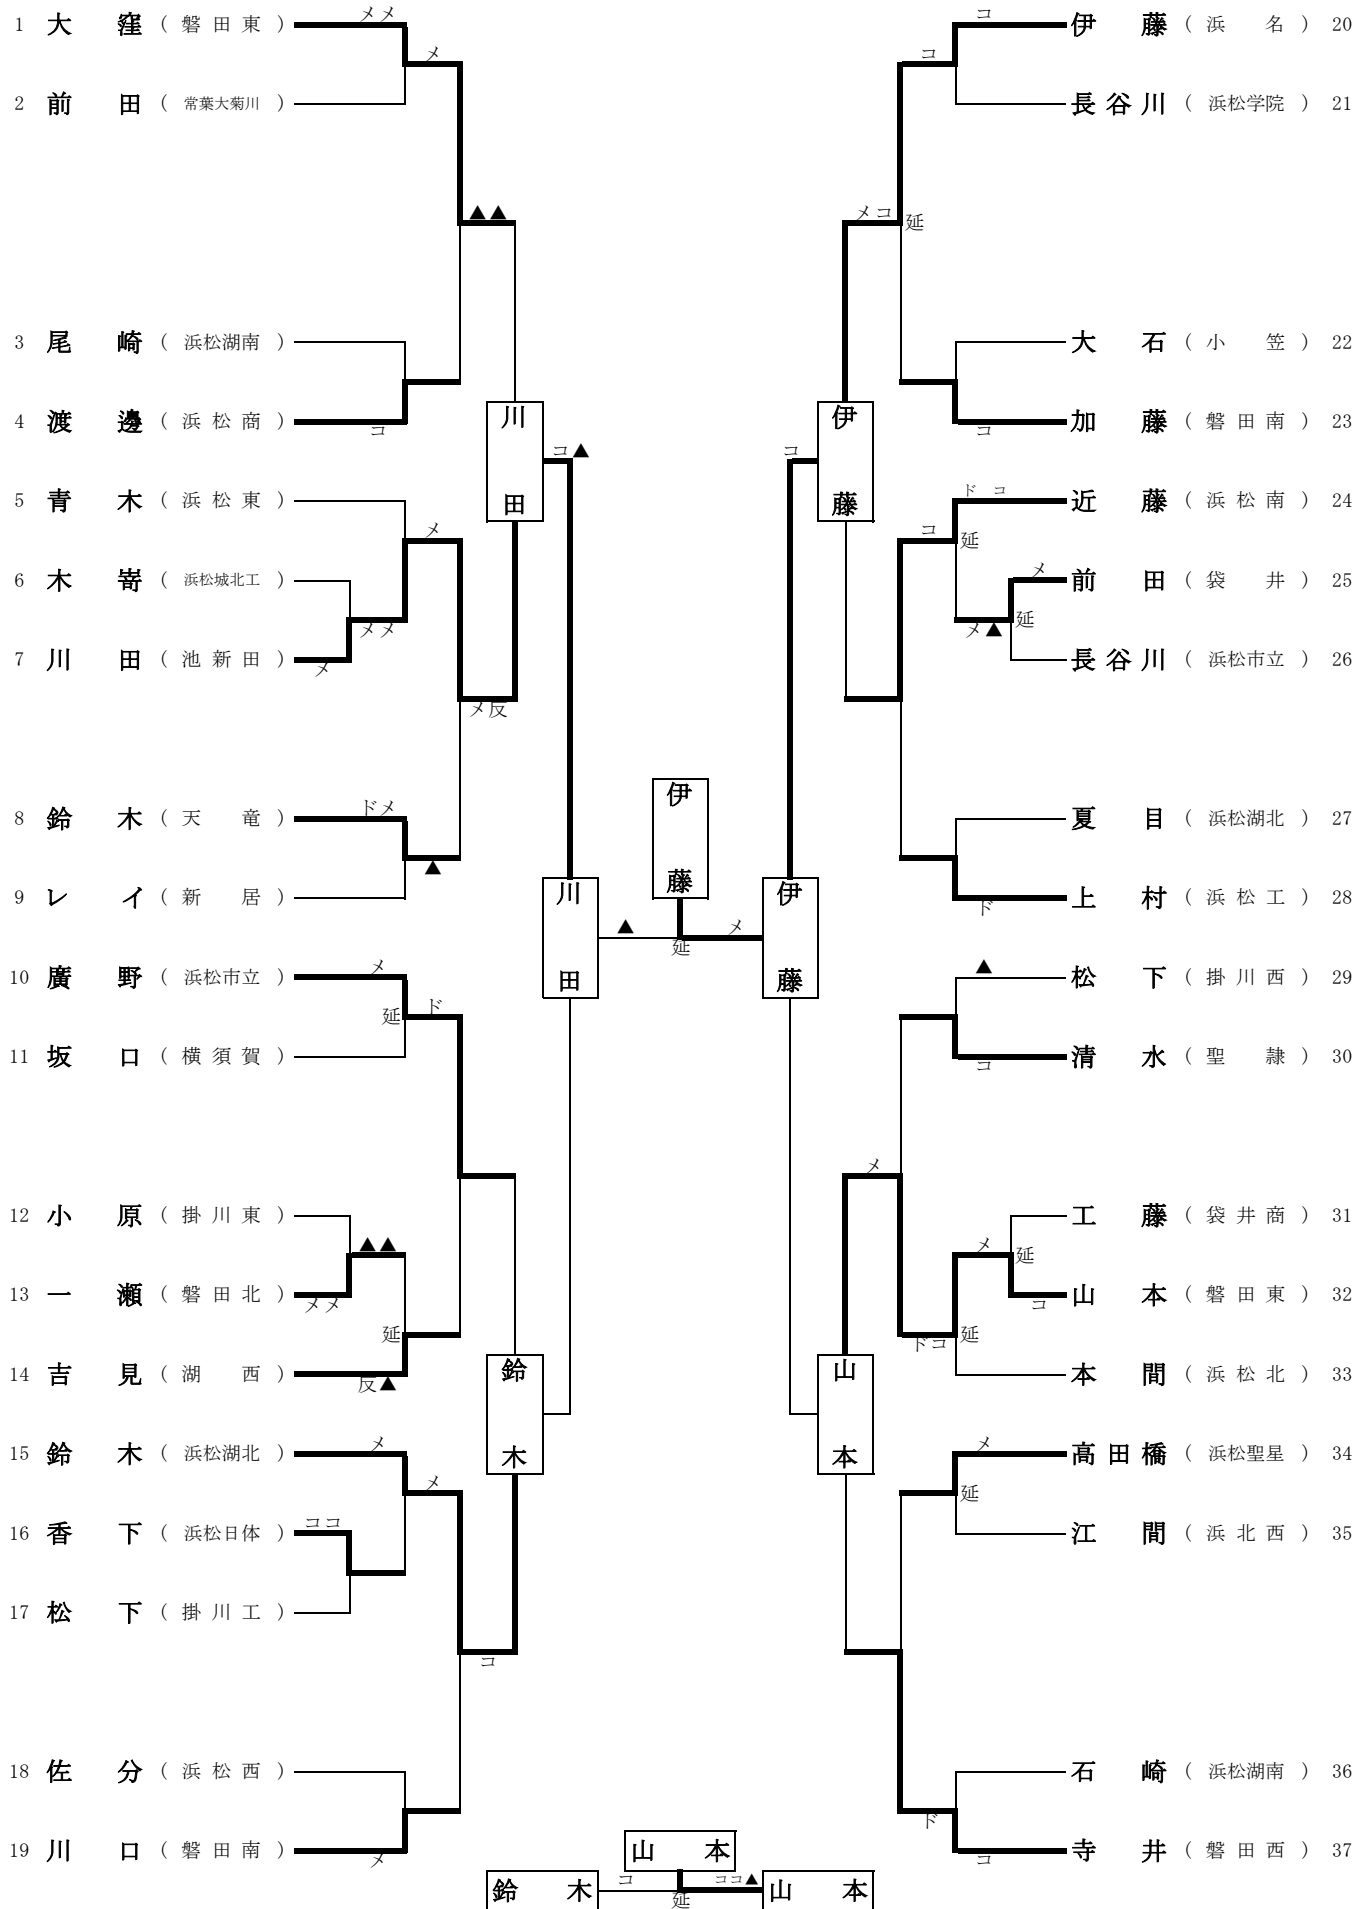 1 大窪 (磐田東) メメ
メ
2 前田 (常葉大菊川)
▲▲
3 尾崎 (浜松湖南)
4 渡邊 (浜松商)
コ
5 青木 (浜松東)
メ
6 木嵜 (浜松城北工)
メメ
7 川田 (池新田)
メ
メ反
8 鈴木 (天竜) ドメ
▲
9 レイ (新居)
10 廣野 (浜松市立) メ
延 ド
11 坂口 (横須賀)
12 小原 (掛川東)
▲▲
13 一瀬 (磐田北)
メメ
延
14 吉見 (湖西)
反▲
15 鈴木 (浜松湖北) メ
メ
16 香下 (浜松日体) ココ
17 松下 (掛川工)
コ
18 佐分 (浜松西)
19 川口 (磐田南)
メ
川田
コ▲
川田
▲
鈴木
伊藤
延
メ
伊藤
コ
伊藤
山本
コ 伊藤 (浜名) 20
コ
長谷川 (浜松学院) 21
メコ 延
大石 (小笠) 22
加藤 (磐田南) 23
コ
ドコ 近藤 (浜松南) 24
コ 延
メ 前田 (袋井) 25
メ▲ 延
長谷川 (浜松市立) 26
夏目 (浜松湖北) 27
上村 (浜松工) 28
ド
▲ 松下 (掛川西) 29
清水 (聖隷) 30
コ
メ
工藤 (袋井商) 31
メ 延
山本 (磐田東) 32
コ
ドコ 延
本間 (浜松北) 33
メ 高田橋 (浜松聖星) 34
延
江間 (浜北西) 35
石崎 (浜松湖南) 36
ド
寺井 (磐田西) 37
コ
山本
鈴木 コ 延 ココ▲ 山本